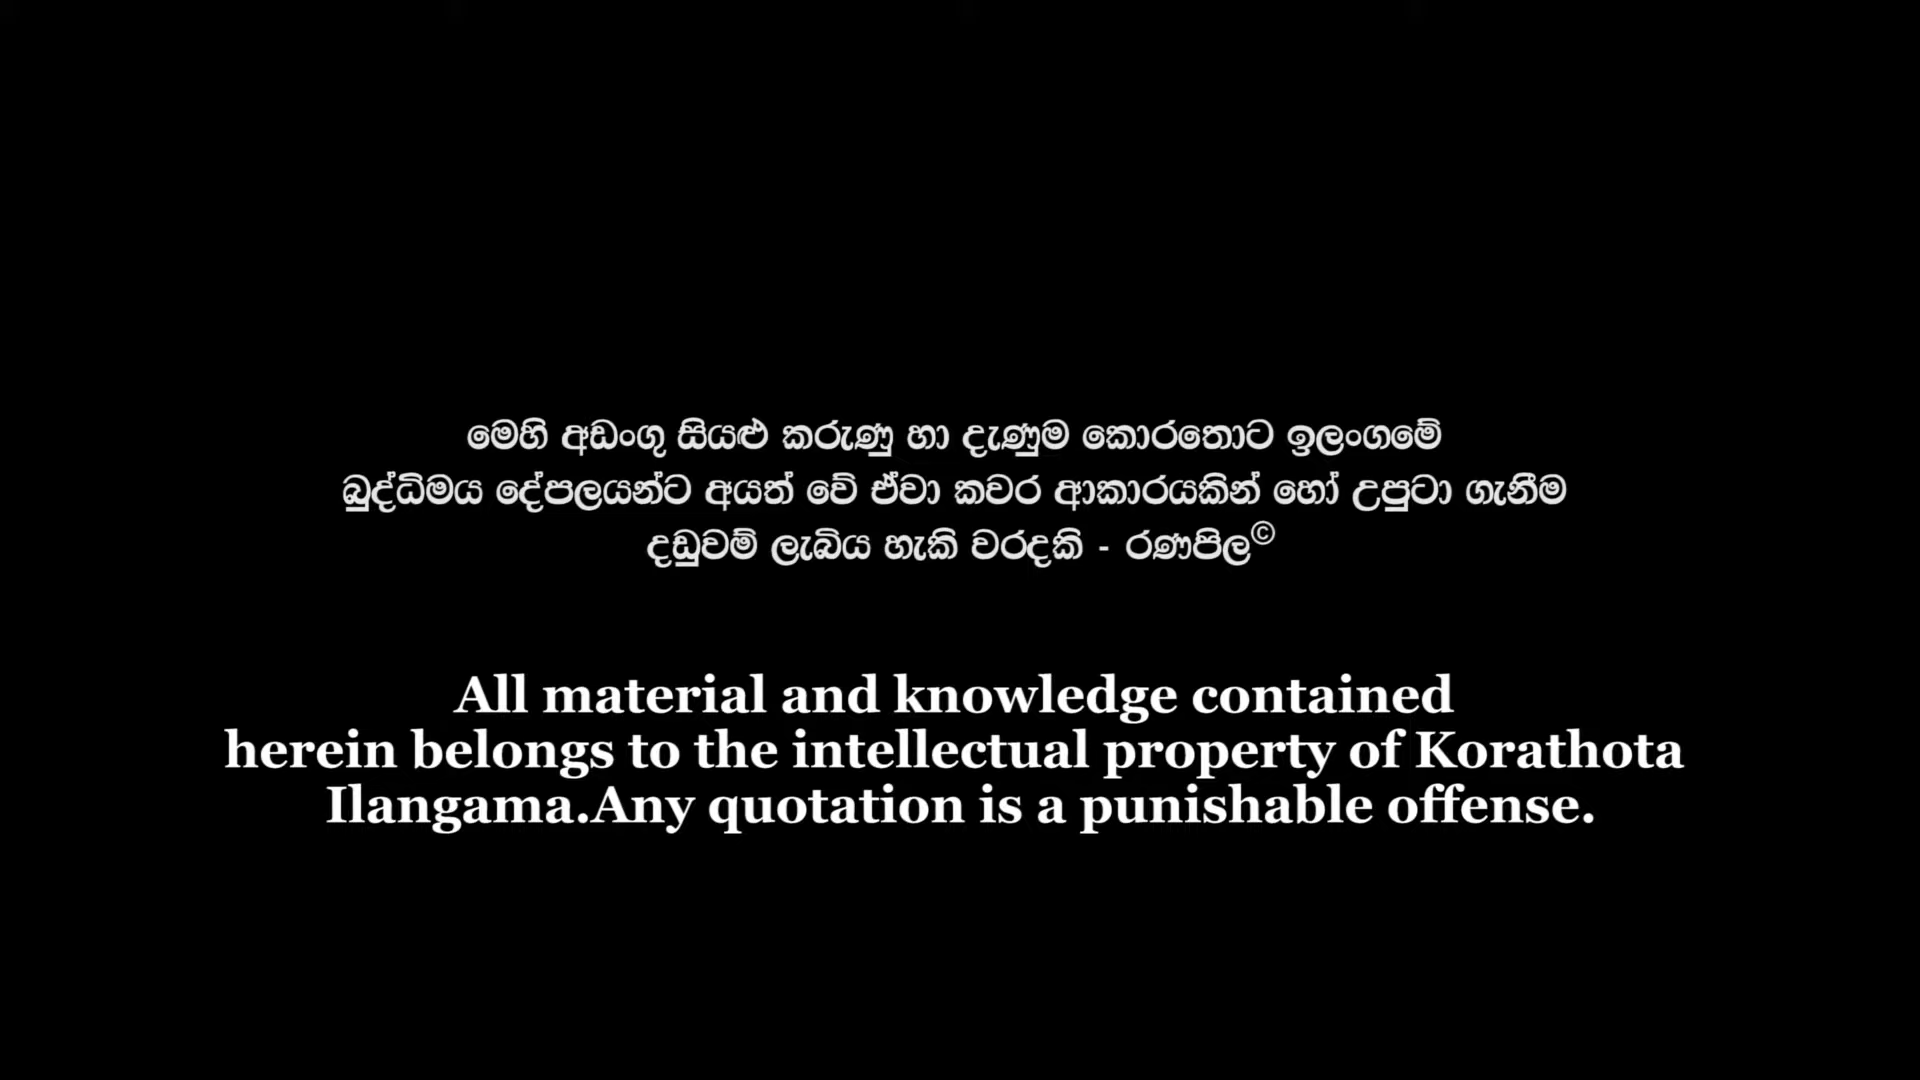 මෙහි අඩංගු සියළු කරුණු හා දැණුම කොරතොට ඉලංගමේ
බුද්ධිමය දේපලයන්ට අයත් වේ ඒවා කවර ආකාරයකින් හෝ උපුටා ගැනීම
දඬුවම් ලැබිය හැකි වරදකි - රණපිල©
All material and knowledge contained
herein belongs to the intellectual property of Korathota
Ilangama.Any quotation is a punishable offense.